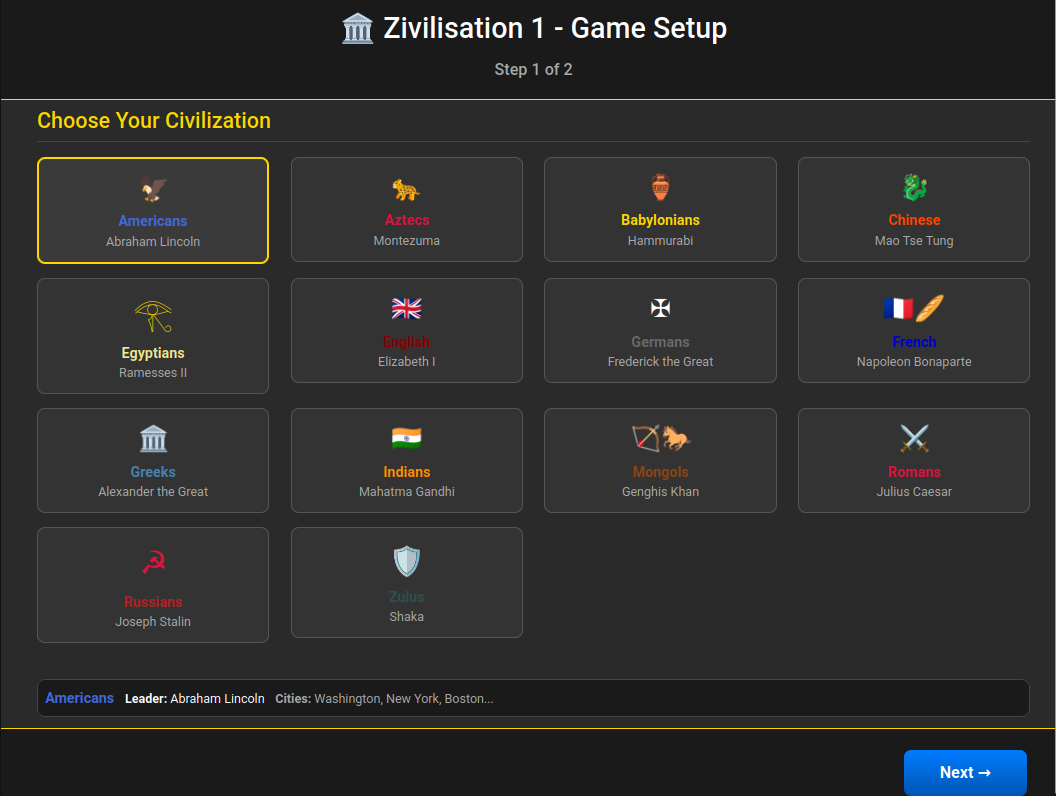 Zivilisation 1 - Game Setup
Step 1 of 2
Choose Your Civilization
Americans
Abraham Lincoln
Aztecs
Montezuma
Babylonians
Hammurabi
Chinese
Mao Tse Tung
Egyptians
Ramesses II
English
Elizabeth I
Germans
Frederick the Great
French
Napoleon Bonaparte
Greeks
Alexander the Great
Indians
Mahatma Gandhi
Mongols
Genghis Khan
Romans
Julius Caesar
Russians
Joseph Stalin
Zulus
Shaka
Americans Leader: Abraham Lincoln Cities: Washington, New York, Boston...
Next →